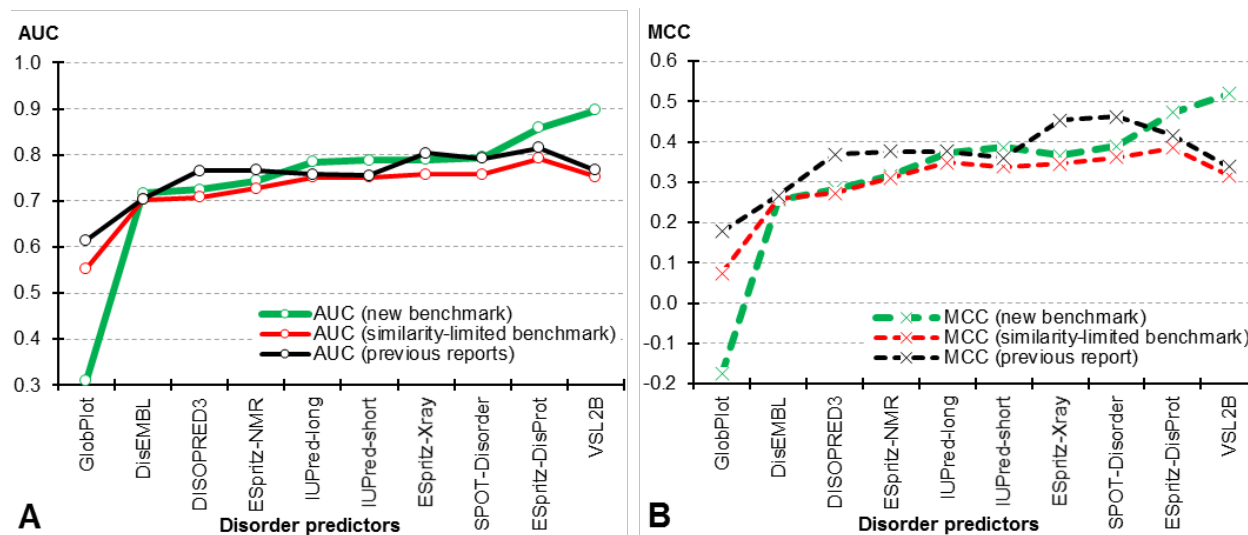 AUC
1.0
0.9
0.8
0.7
0.6
0.5
0.4
0.3
AUC (new benchmark)
AUC (similarity-limited benchmark)
AUC (previous reports)
GlobPlot
DisEMBL
DISOPRED3
ESpritz-NMR
IUPred-long
IUPred-short
ESpritz-Xray
SPOT-Disorder
ESpritz-DisProt
VSL2B
A
Disorder predictors
MCC
0.6
0.5
0.4
0.3
0.2
0.1
0.0
-0.1
-0.2
MCC (new benchmark)
MCC (similarity-limited benchmark)
MCC (previous report)
GlobPlot
DisEMBL
DISOPRED3
ESpritz-NMR
IUPred-long
IUPred-short
ESpritz-Xray
SPOT-Disorder
ESpritz-DisProt
VSL2B
B
Disorder predictors